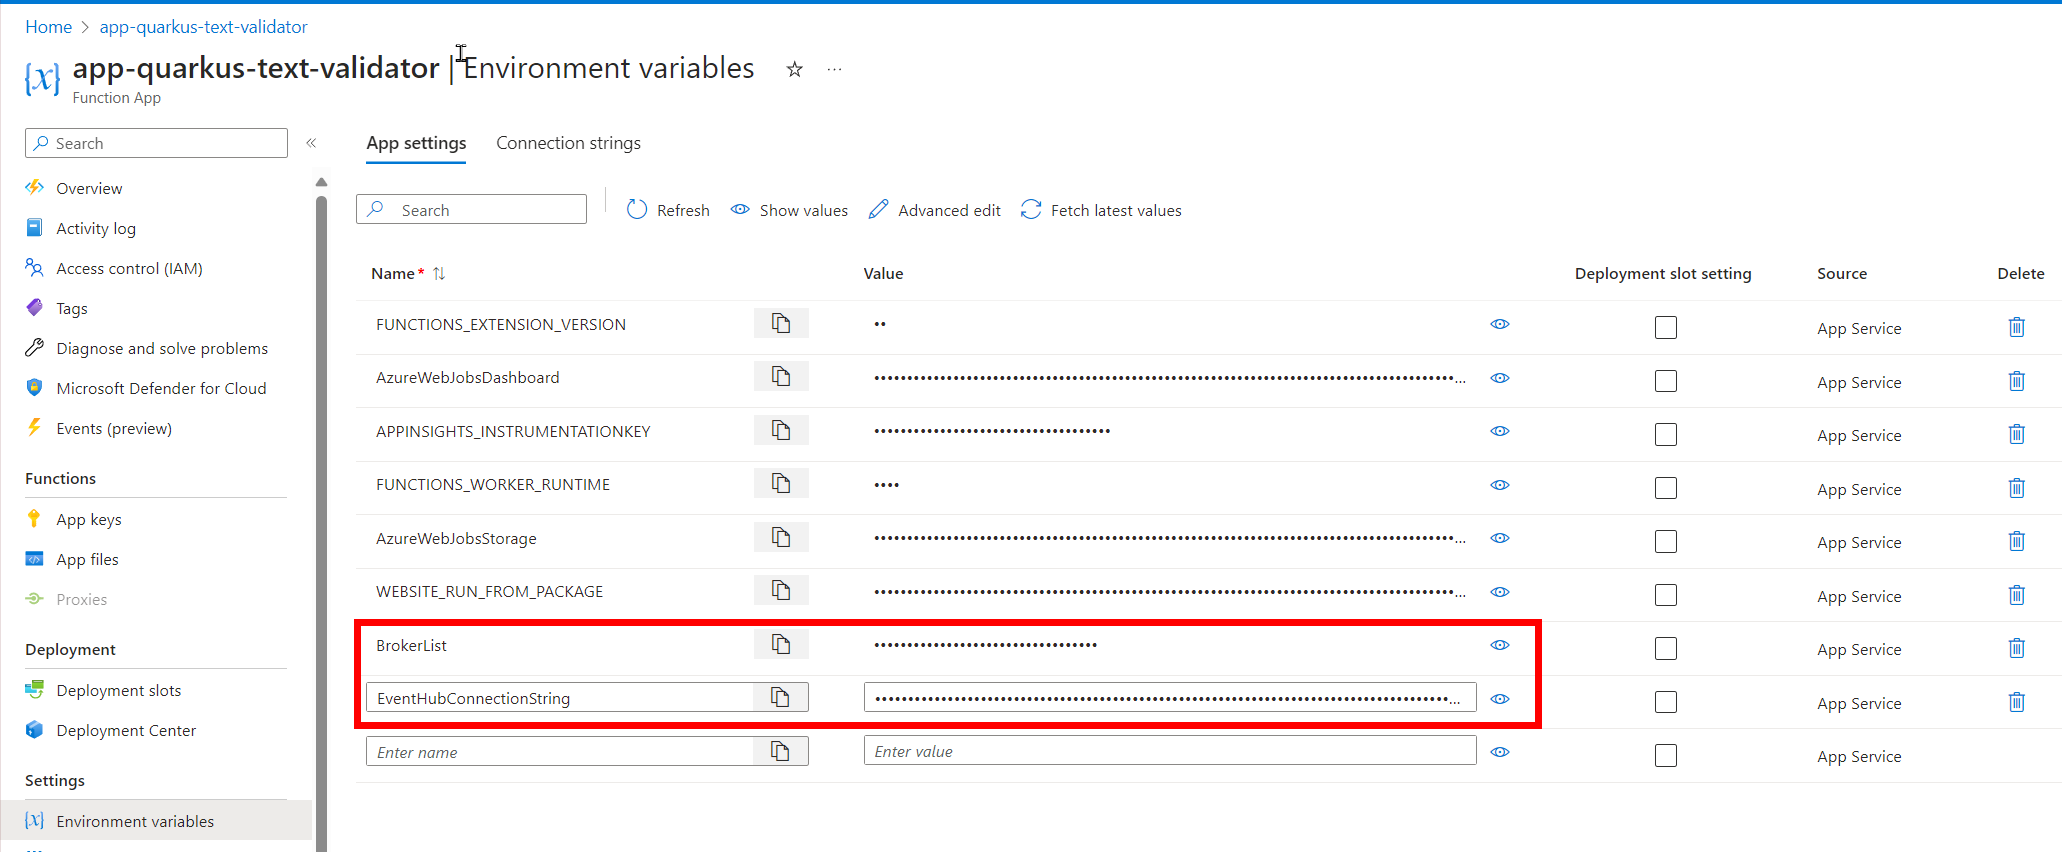 Home > app-quarkus-text-validator
app-quarkus-text-validator | Environment variables
Function App
Search
Overview
Activity log
Access control (IAM)
Tags
Diagnose and solve problems
Microsoft Defender for Cloud
Events (preview)
Functions
App keys
App files
Proxies
Deployment
Deployment slots
Deployment Center
Settings
Environment variables
App settings Connection strings
Search Refresh Show values Advanced edit Fetch latest values
Name* Value Deployment slot setting Source Delete
FUNCTIONS_EXTENSION_VERSION App Service
AzureWebJobsDashboard App Service
APPINSIGHTS_INSTRUMENTATIONKEY App Service
FUNCTIONS_WORKER_RUNTIME App Service
AzureWebJobsStorage App Service
WEBSITE_RUN_FROM_PACKAGE App Service
BrokerList App Service
EventHubConnectionString App Service
Enter name Enter value App Service